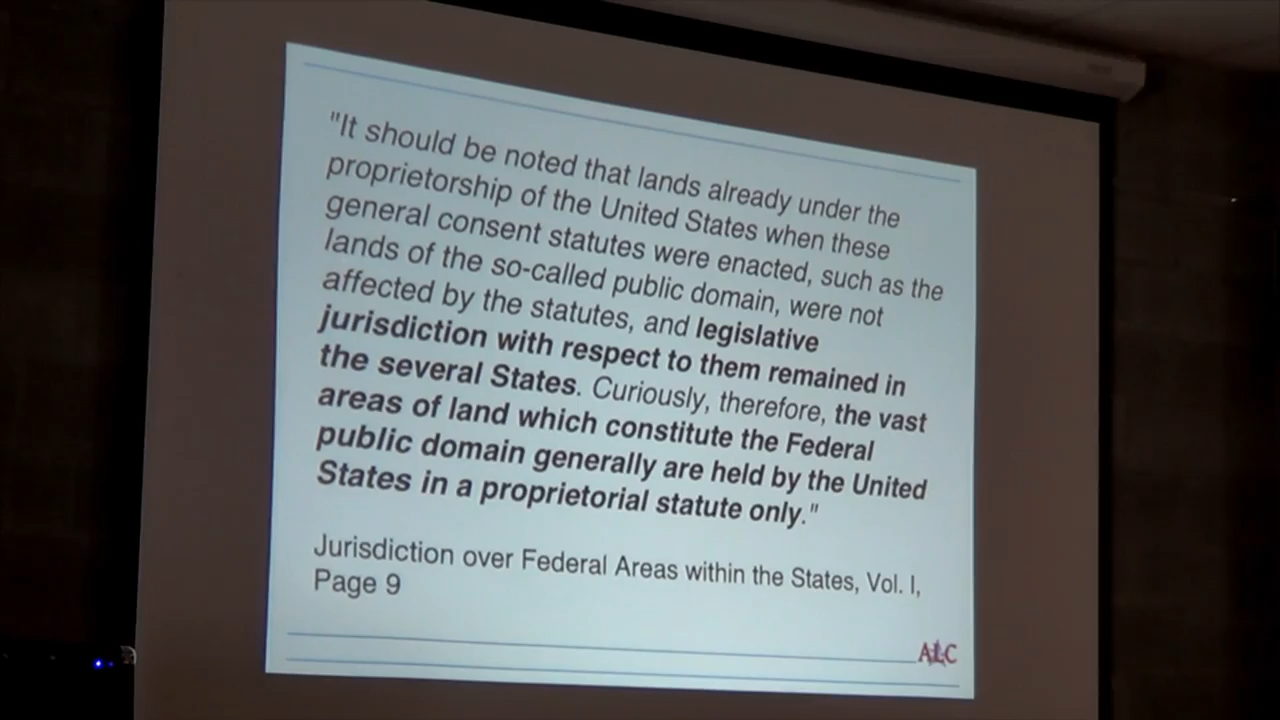 "It should be noted that lands already under the
proprietorship of the United States when these
general consent statutes were enacted, such as the
lands of the so-called public domain, were not
affected by the statutes, and legislative
jurisdiction with respect to them remained in
the several States. Curiously, therefore, the vast
areas of land which constitute the Federal
public domain generally are held by the United
States in a proprietorial statute only."
Jurisdiction over Federal Areas within the States, Vol. I,
Page 9
ALC